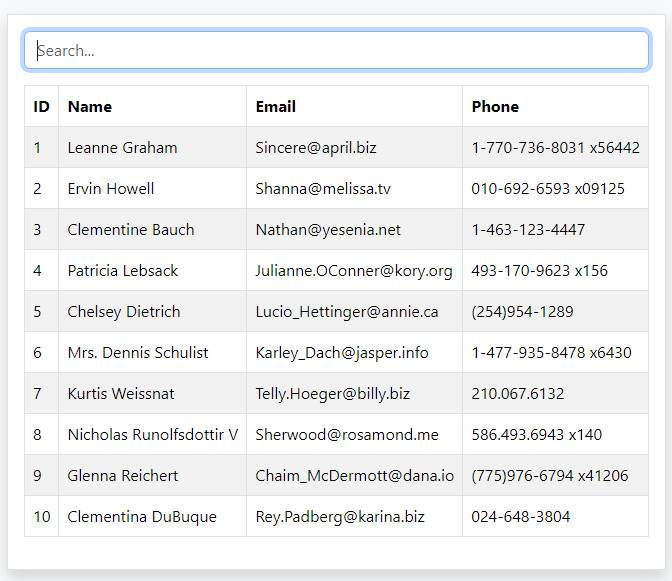 Search...
ID Name Email Phone
1 Leanne Graham Sincere@april.biz 1-770-736-8031 x56442
2 Ervin Howell Shanna@melissa.tv 010-692-6593 x09125
3 Clementine Bauch Nathan@yesenia.net 1-463-123-4447
4 Patricia Lebsack Julianne.OConner@kory.org 493-170-9623 x156
5 Chelsey Dietrich Lucio_Hettinger@annie.ca (254)954-1289
6 Mrs. Dennis Schulist Karley_Dach@jasper.info 1-477-935-8478 x6430
7 Kurtis Weissnat Telly.Hoeger@billy.biz 210.067.6132
8 Nicholas Runolfsdottir V Sherwood@rosamond.me 586.493.6943 x140
9 Glenna Reichert Chaim_McDermott@dana.io (775)976-6794 x41206
10 Clementina DuBuque Rey.Padberg@karina.biz 024-648-3804